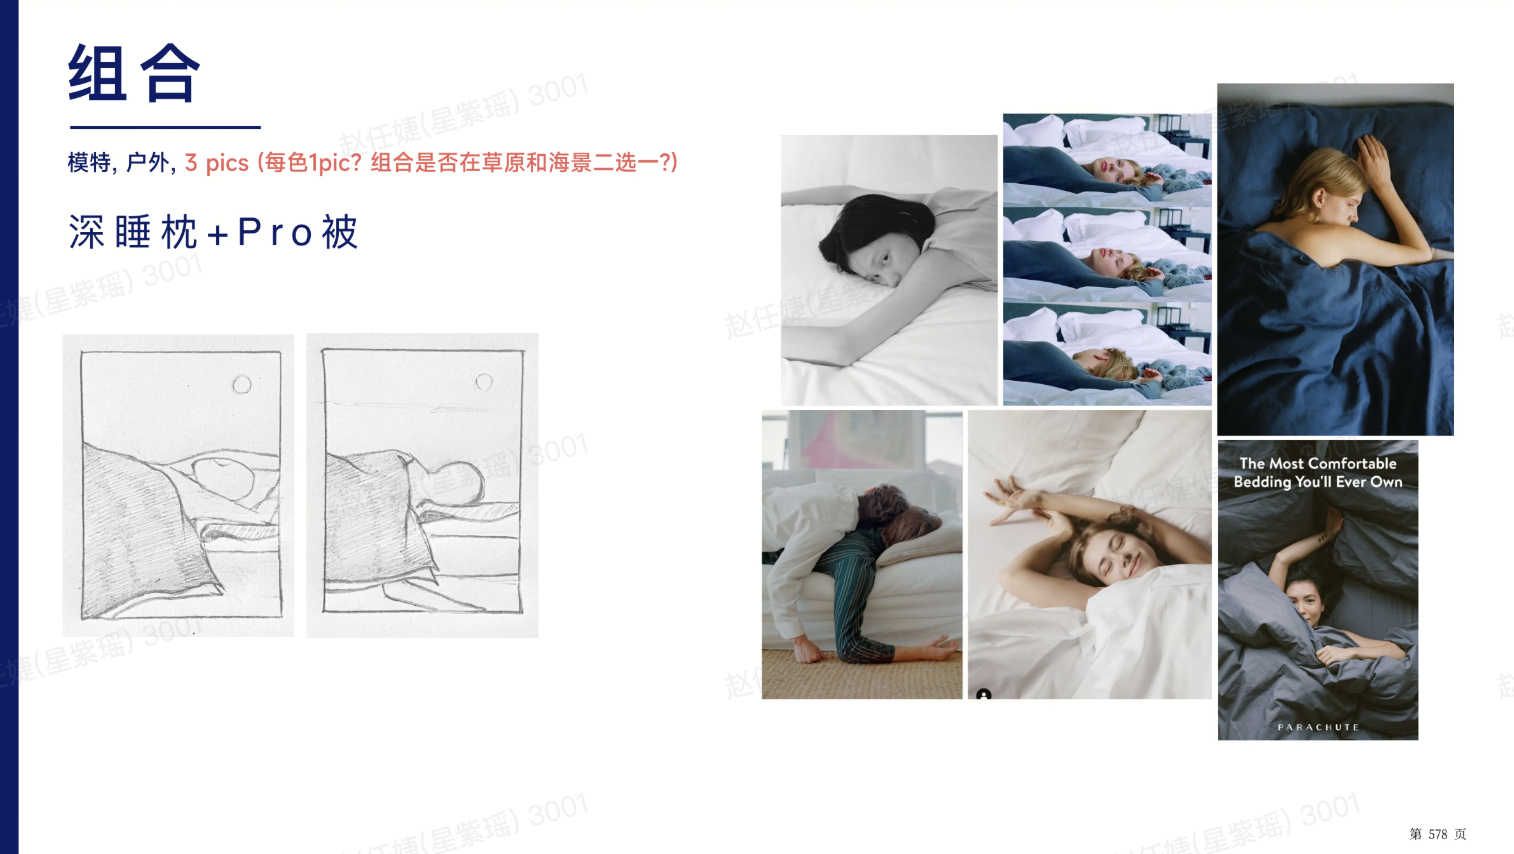 组合
模特, 户外, 3 pics (每色1pic? 组合是否在草原和海景二选一?)
深睡枕+Pro被
The Most Comfortable
Bedding You'll Ever Own
PARACHUTE
赵任婕(星紫瑶) 3001
第 578 页